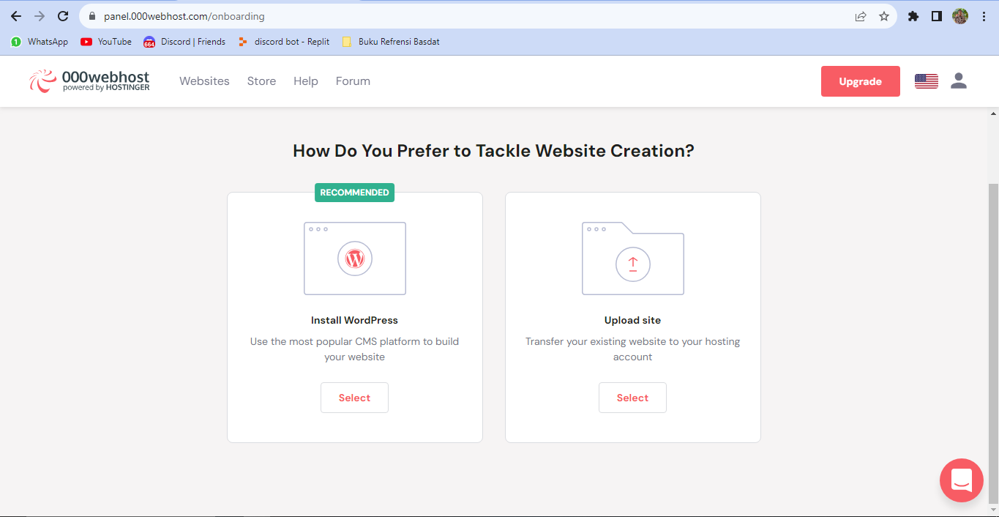 panel.000webhost.com/onboarding
1 WhatsApp YouTube 664 Discord | Friends discord bot - Replit Buku Refrensi Basdat
000webhost
powered by HOSTINGER
Websites Store Help Forum Upgrade
How Do You Prefer to Tackle Website Creation?
RECOMMENDED
W
Install WordPress
Use the most popular CMS platform to build
your website
Select
Upload site
Transfer your existing website to your hosting
account
Select